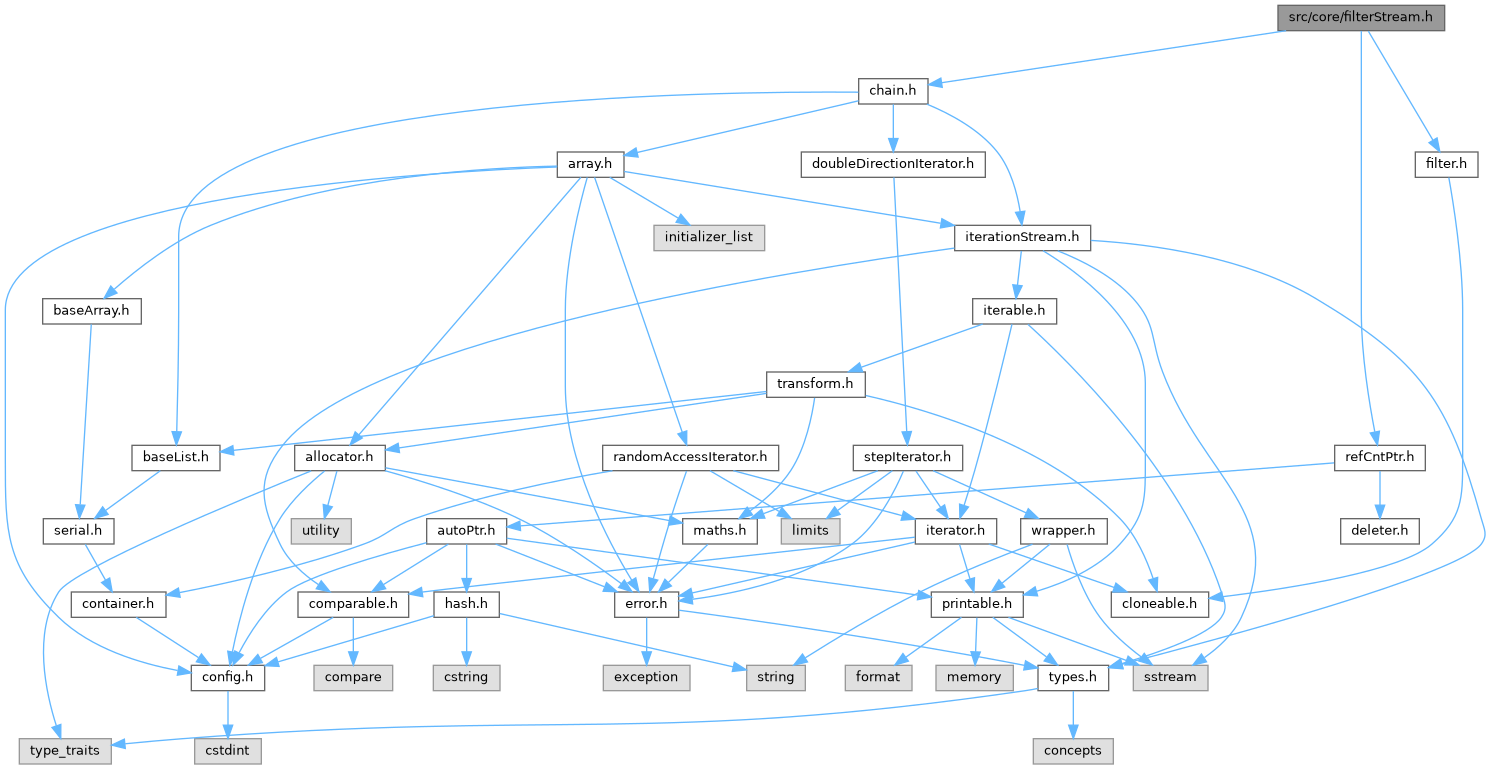 src/core/filterStream.h
chain.h
array.h
doubleDirectionIterator.h
filter.h
initializer_list
iterationStream.h
baseArray.h
iterable.h
transform.h
baseList.h
allocator.h
randomAccessIterator.h
stepIterator.h
refCntPtr.h
serial.h
utility
autoPtr.h
maths.h
limits
iterator.h
wrapper.h
deleter.h
container.h
comparable.h
hash.h
error.h
printable.h
cloneable.h
config.h
compare
cstring
exception
string
format
memory
types.h
sstream
type_traits
cstdint
concepts